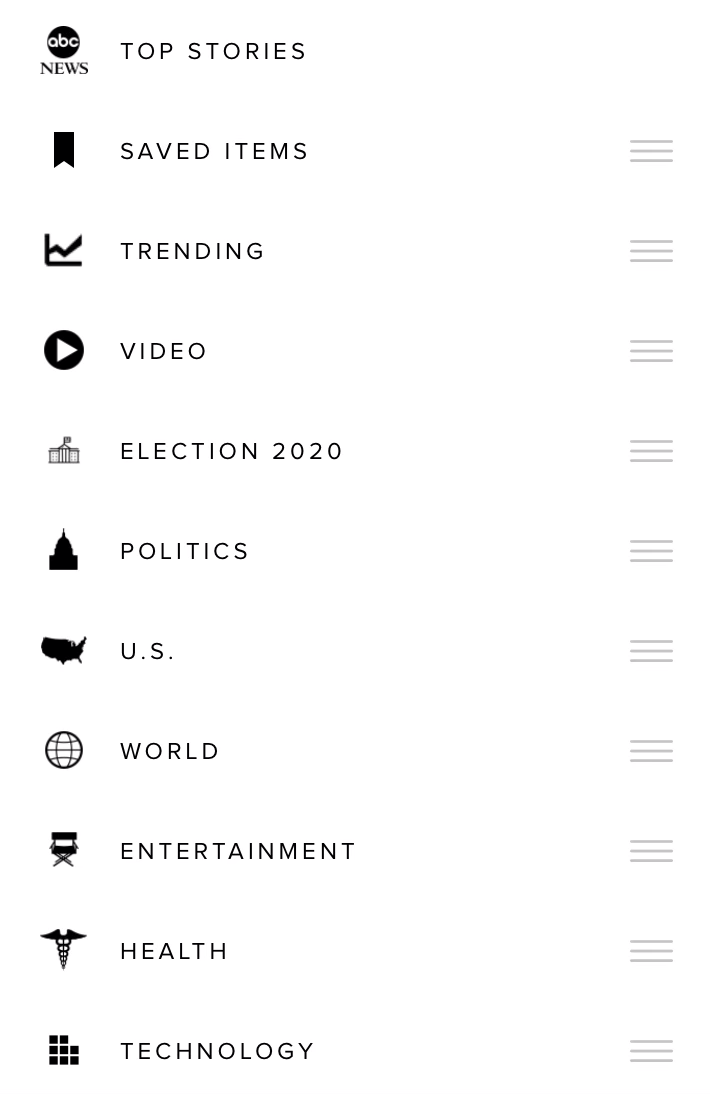 abc
NEWS
TOP STORIES
SAVED ITEMS
TRENDING
VIDEO
ELECTION 2020
POLITICS
U.S.
WORLD
ENTERTAINMENT
HEALTH
TECHNOLOGY